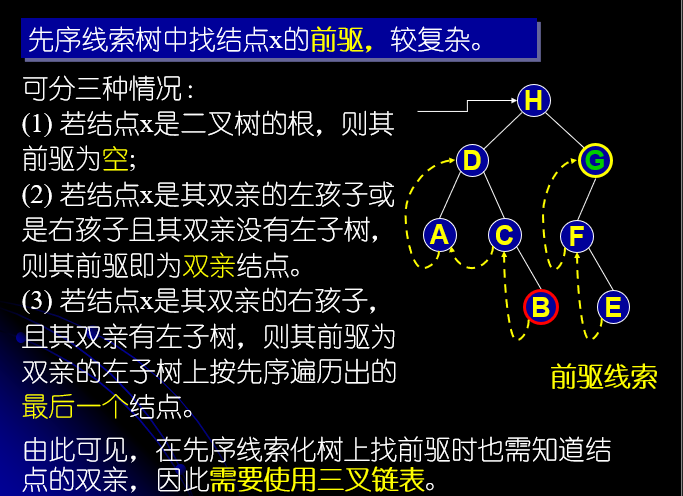 先序线索树中找结点x的前驱，较复杂。
可分三种情况：
(1) 若结点x是二叉树的根，则其
前驱为空;
(2) 若结点x是其双亲的左孩子或
是右孩子且其双亲没有左子树，
则其前驱即为双亲结点。
(3) 若结点x是其双亲的右孩子，
且其双亲有左子树，则其前驱为
双亲的左子树上按先序遍历出的
最后一个结点。
H
D
G
A
C
F
B
E
前驱线索
由此可见，在先序线索化树上找前驱时也需知道结
点的双亲，因此需要使用三叉链表。